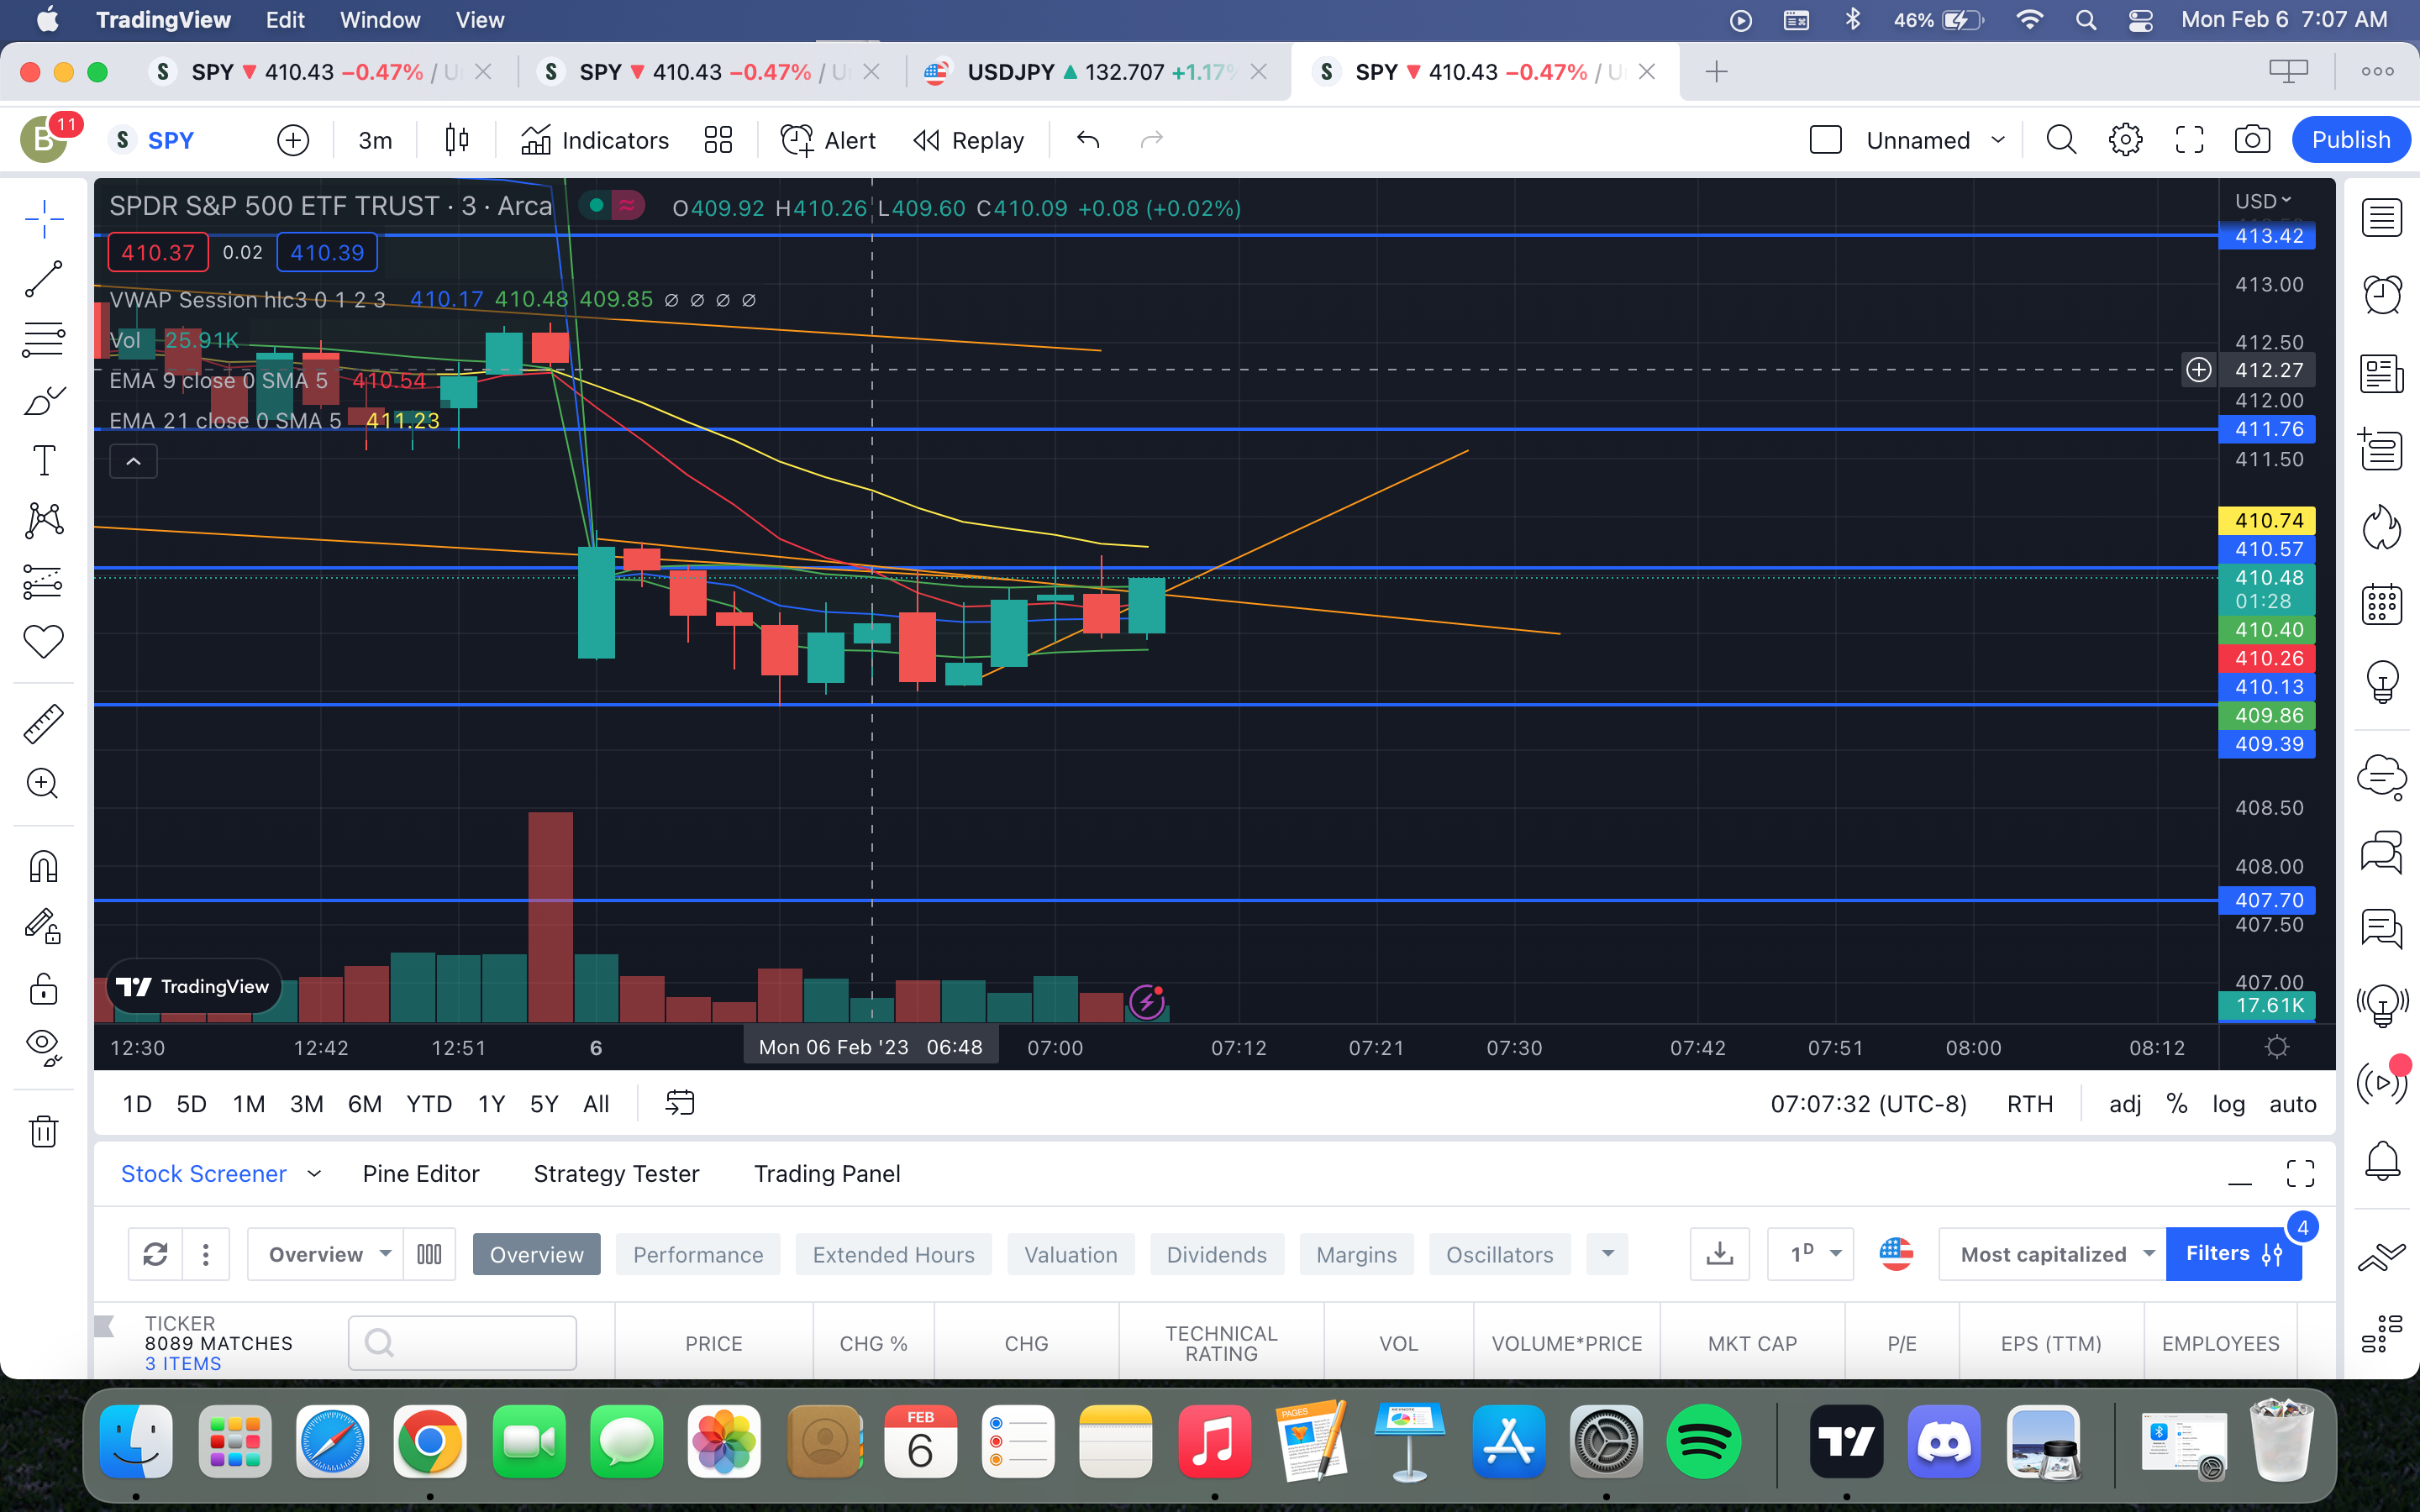 TradingView Edit Window View 46% Mon Feb 6 7:07 AM
S SPY 410.43 −0.47% / U S SPY 410.43 −0.47% / U USDJPY 132.707 +1.17% S SPY 410.43 −0.47% / U
B 11 S SPY 3m Indicators Alert Replay Unnamed Publish
SPDR S&P 500 ETF TRUST · 3 · Arca O409.92 H410.26 L409.60 C410.09 +0.08 (+0.02%)
410.37 0.02 410.39
VWAP Session hlc3 0 1 2 3 410.17 410.48 409.85 ∅ ∅ ∅ ∅
Vol 25.91K
EMA 9 close 0 SMA 5 410.54
EMA 21 close 0 SMA 5 411.23
USD
413.42
413.00
412.50
412.27
412.00
411.76
411.50
410.74
410.57
410.48
01:28
410.40
410.26
410.13
409.86
409.39
408.50
408.00
407.70
407.50
407.00
17.61K
TradingView
12:30 12:42 12:51 6 Mon 06 Feb '23 06:48 07:00 07:12 07:21 07:30 07:42 07:51 08:00 08:12
1D 5D 1M 3M 6M YTD 1Y 5Y All 07:07:32 (UTC-8) RTH adj % log auto
Stock Screener Pine Editor Strategy Tester Trading Panel
Overview Overview Performance Extended Hours Valuation Dividends Margins Oscillators 1D Most capitalized Filters 4
TICKER
8089 MATCHES
3 ITEMS
PRICE CHG % CHG TECHNICAL RATING VOL VOLUME*PRICE MKT CAP P/E EPS (TTM) EMPLOYEES
FEB
6
PAGES
KEYNOTE